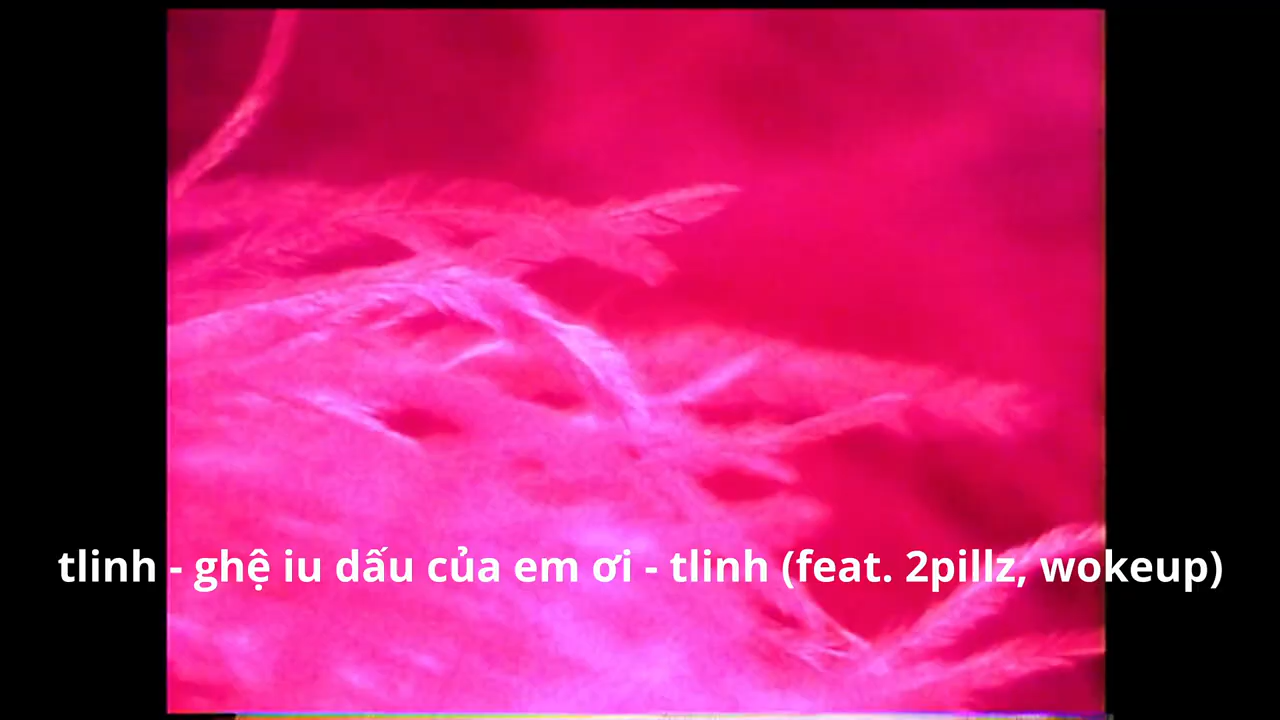 tlinh - ghệ iu dấu của em ơi - tlinh (feat. 2pillz, wokeup)